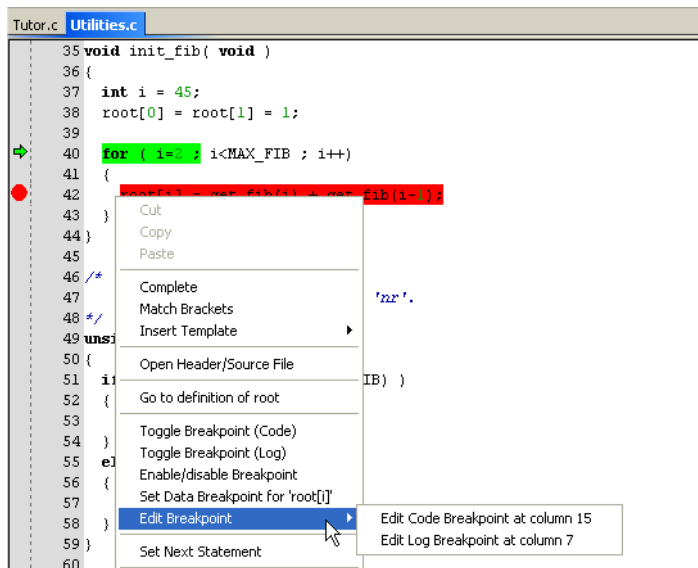 Tutor.c Utilities.c
35 void init_fib( void )
36 {
37 int i = 45;
38 root[0] = root[1] = 1;
39
40 for ( i=2 ; i<MAX_FIB ; i++)
41 {
42 root[i] = get_fib(i) + get_fib(i-1);
43 }
44 }
45
46 /*
47 'nr'.
48 */
49 unsi
50 {
51 if IB) )
52 {
53
54 }
55 el
56 {
57
58 }
59 }
60
Cut
Copy
Paste
Complete
Match Brackets
Insert Template
Open Header/Source File
Go to definition of root
Toggle Breakpoint (Code)
Toggle Breakpoint (Log)
Enable/disable Breakpoint
Set Data Breakpoint for 'root[i]'
Edit Breakpoint
Set Next Statement
Edit Code Breakpoint at column 15
Edit Log Breakpoint at column 7